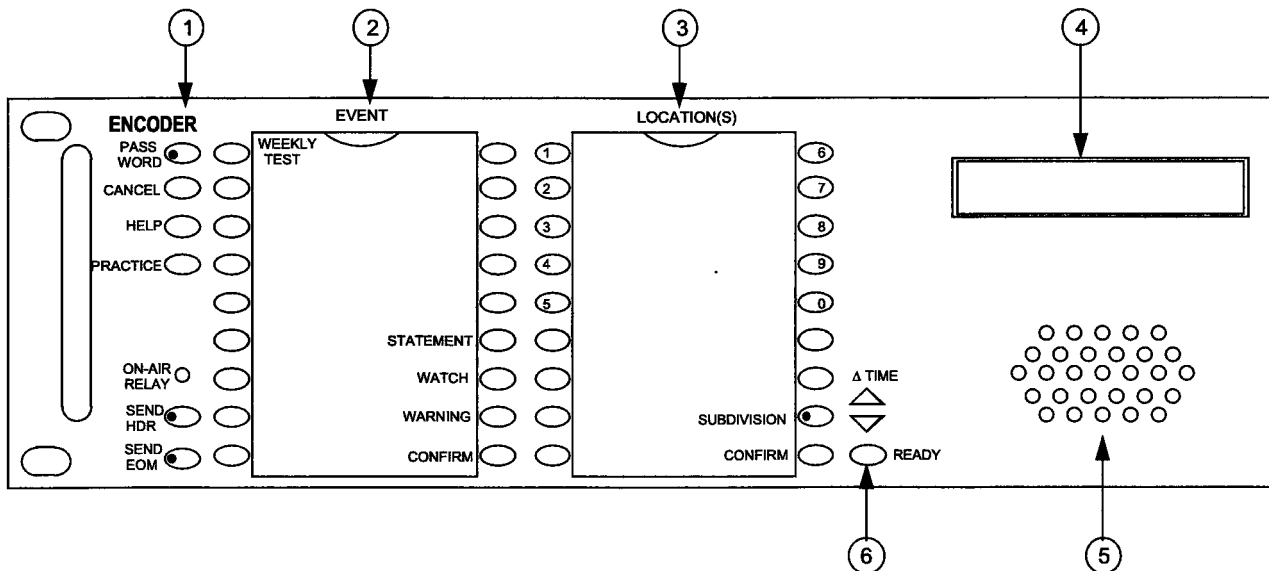 1
2
3
4
ENCODER
EVENT
LOCATION(S)
PASS
WORD
WEEKLY
TEST
1
6
CANCEL
2
7
HELP
3
8
PRACTICE
4
9
5
0
STATEMENT
ON-AIR
RELAY
WATCH
Δ TIME
SEND
HDR
WARNING
SUBDIVISION
SEND
EOM
CONFIRM
CONFIRM
READY
6
5